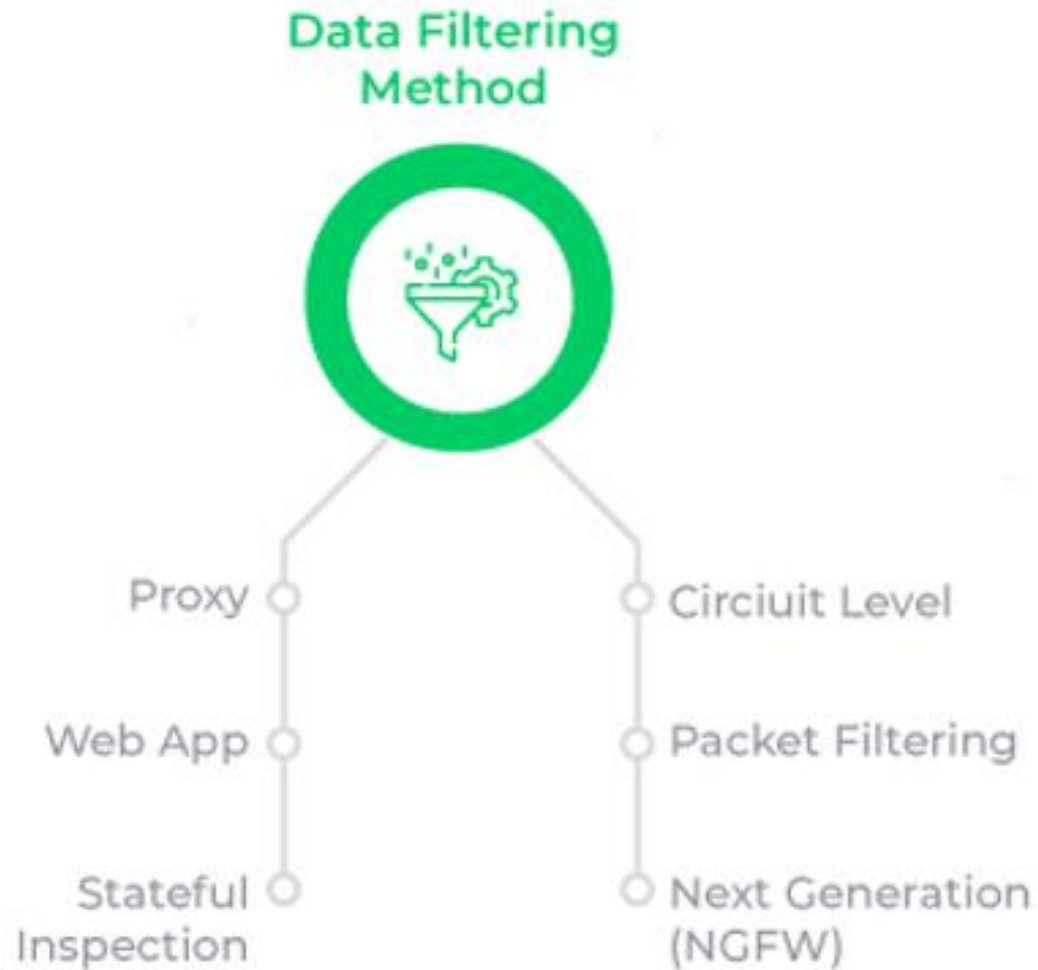 Data Filtering
Method
Proxy
Circiuit Level
Web App
Packet Filtering
Stateful
Inspection
Next Generation
(NGFW)